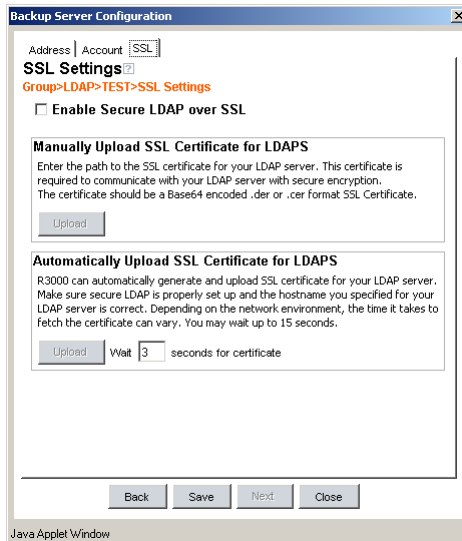 Backup Server Configuration
Address Account SSL
SSL Settings?
Group>LDAP>TEST>SSL Settings
Enable Secure LDAP over SSL
Manually Upload SSL Certificate for LDAPS
Enter the path to the SSL certificate for your LDAP server. This certificate is
required to communicate with your LDAP server with secure encryption.
The certificate should be a Base64 encoded .der or .cer format SSL Certificate.
Upload
Automatically Upload SSL Certificate for LDAPS
R3000 can automatically generate and upload SSL certificate for your LDAP server.
Make sure secure LDAP is properly set up and the hostname you specified for your
LDAP server is correct. Depending on the network environment, the time it takes to
fetch the certificate can vary. You may wait up to 15 seconds.
Upload Wait 3 seconds for certificate
Back Save Next Close
Java Applet Window